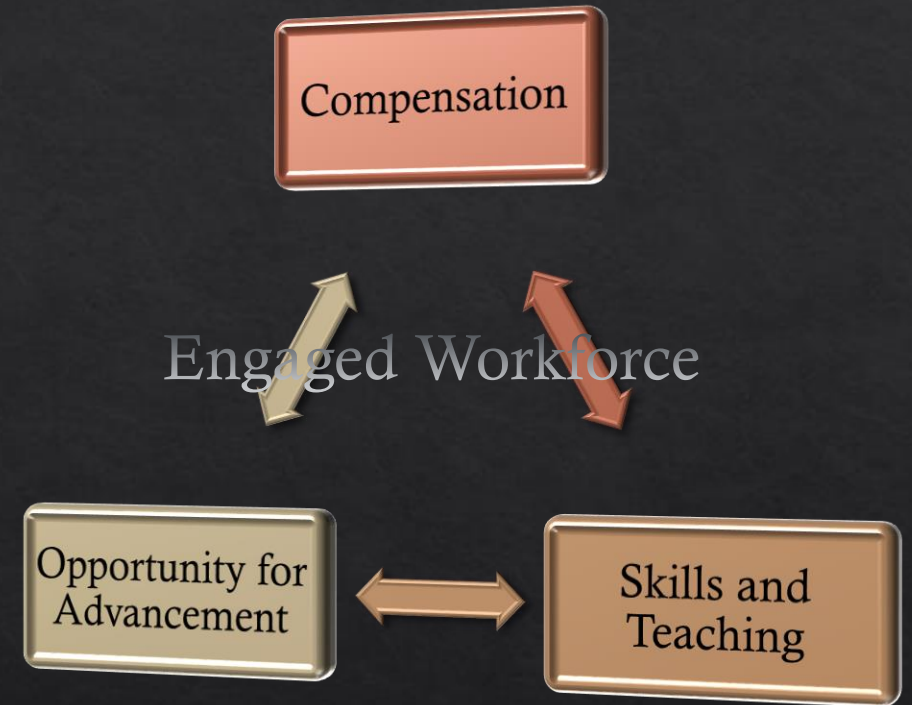 Compensation
Engaged Workforce
Opportunity for
Advancement
Skills and
Teaching